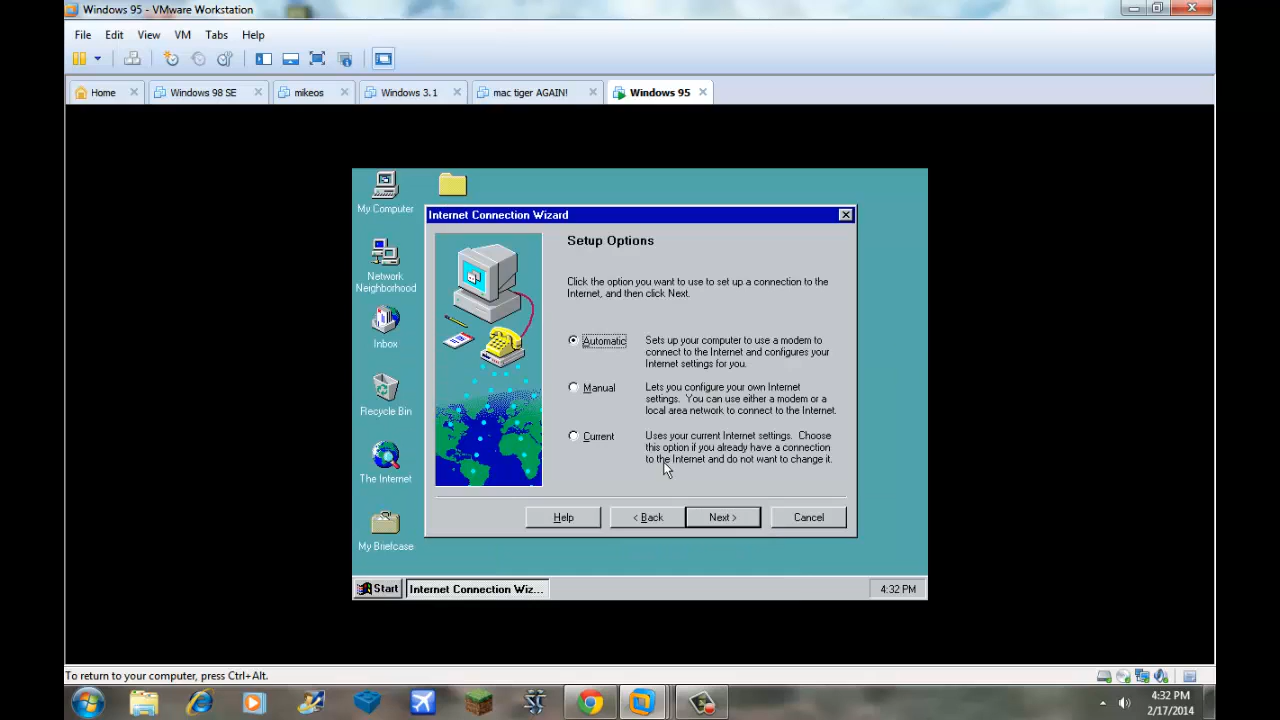 Windows 95 - VMware Workstation
File Edit View VM Tabs Help
Home Windows 98 SE mikeos Windows 3.1 mac tiger AGAIN! Windows 95
My Computer
Network
Neighborhood
Inbox
Recycle Bin
The Internet
My Briefcase
Internet Connection Wizard
Setup Options
Click the option you want to use to set up a connection to the
Internet, and then click Next.
Automatic Sets up your computer to use a modem to
connect to the Internet and configures your
Internet settings for you.
Manual Lets you configure your own Internet
settings. You can use either a modem or a
local area network to connect to the Internet.
Current Uses your current Internet settings. Choose
this option if you already have a connection
to the Internet and do not want to change it.
Help < Back Next > Cancel
Start Internet Connection Wiz... 4:32 PM
To return to your computer, press Ctrl+Alt.
4:32 PM
2/17/2014